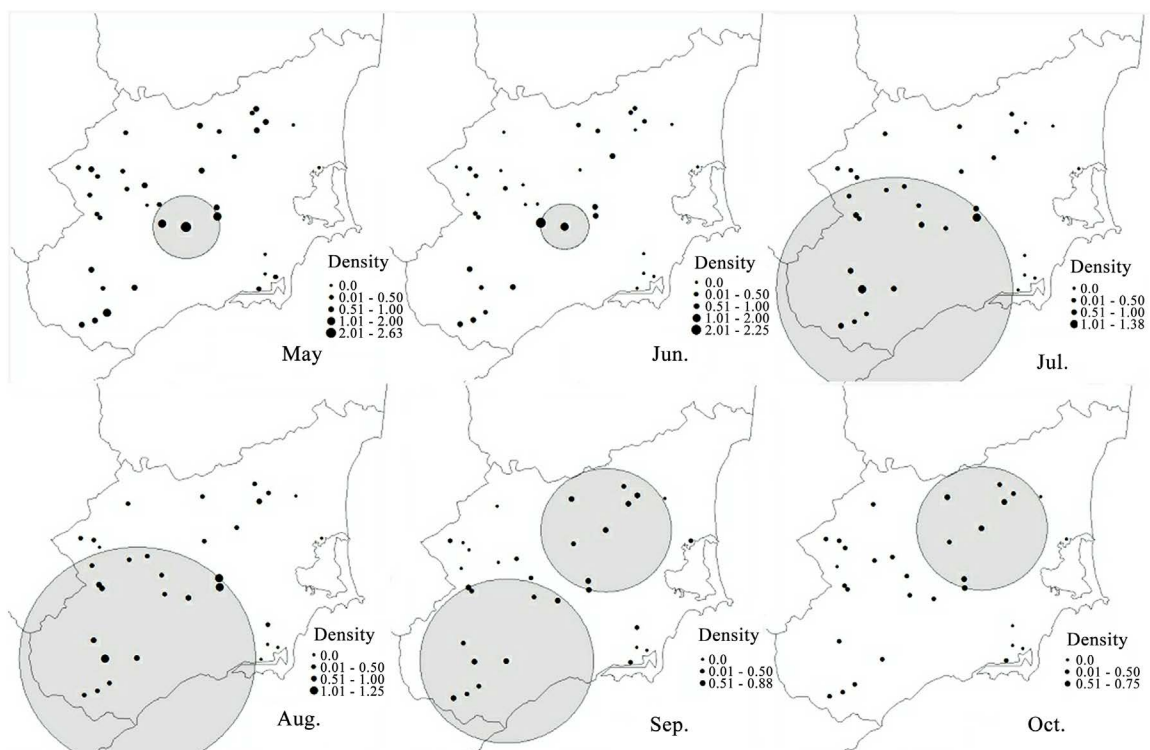 Density
0.0
0.01 - 0.50
0.51 - 1.00
1.01 - 2.00
2.01 - 2.63
May
Density
0.0
0.01 - 0.50
0.51 - 1.00
1.01 - 2.00
2.01 - 2.25
Jun.
Density
0.0
0.01 - 0.50
0.51 - 1.00
1.01 - 1.38
Jul.
Density
0.0
0.01 - 0.50
0.51 - 1.00
1.01 - 1.25
Aug.
Density
0.0
0.01 - 0.50
0.51 - 0.88
Sep.
Density
0.0
0.01 - 0.50
0.51 - 0.75
Oct.